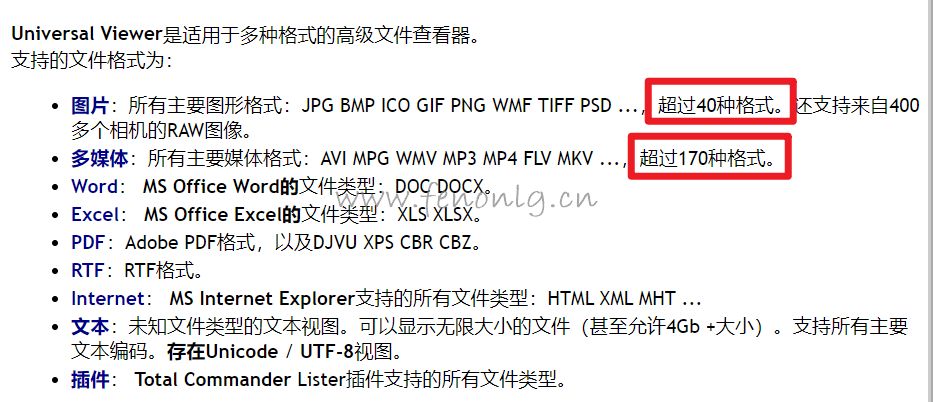 Universal Viewer是适用于多种格式的高级文件查看器。
支持的文件格式为：
• 图片：所有主要图形格式：JPG BMP ICO GIF PNG WMF TIFF PSD ...，超过40种格式。还支持来自400
多个相机的RAW图像。
• 多媒体：所有主要媒体格式：AVI MPG WMV MP3 MP4 FLV MKV ...，超过170种格式。
• Word： MS Office Word的文件类型：DOC DOCX。
www.fenonlg.cn
• Excel： MS Office Excel的文件类型：XLS XLSX。
• PDF：Adobe PDF格式，以及DJVU XPS CBR CBZ。
• RTF：RTF格式。
• Internet： MS Internet Explorer支持的所有文件类型：HTML XML MHT ...
• 文本：未知文件类型的文本视图。可以显示无限大小的文件（甚至允许4Gb +大小）。支持所有主要
文本编码。存在Unicode / UTF-8视图。
• 插件： Total Commander Lister插件支持的所有文件类型。